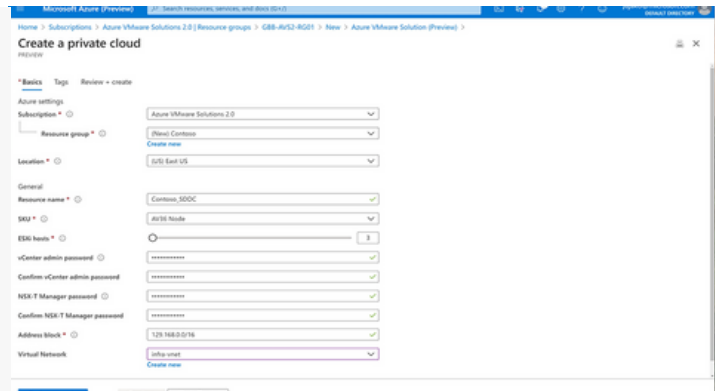 Microsoft Azure (Preview)
Search resources, services, and docs (G+/)
DEFAULT DIRECTORY
Home > Subscriptions > Azure VMware Solutions 2.0 | Resource groups > GBB-AVS2-RG01 > New > Azure VMware Solution (Preview) >
Create a private cloud
PREVIEW
* Basics Tags Review + create
Azure settings
Subscription * Azure VMware Solutions 2.0
Resource group * (New) Contoso
Create new
Location * (US) East US
General
Resource name * Contoso_SDDC
SKU * AV36 Node
ESXi hosts * 3
vCenter admin password ••••••••••••
Confirm vCenter admin password ••••••••••••
NSX-T Manager password ••••••••••••
Confirm NSX-T Manager password ••••••••••••
Address block * 129.168.0.0/16
Virtual Network infra-vnet
Create new